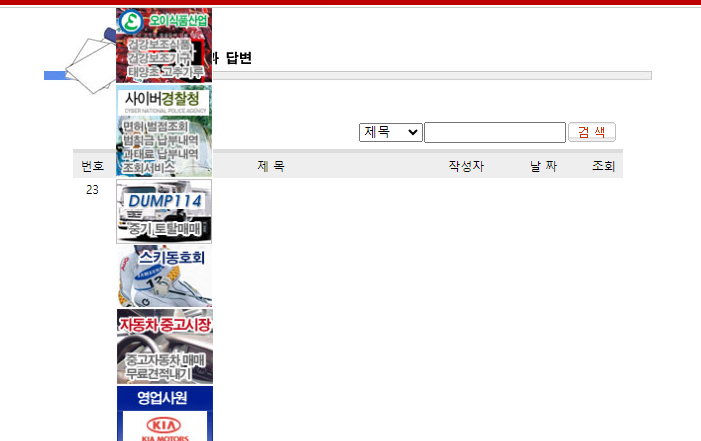 오이식품산업
건강보조식품
건강보조기구
태양초 고추가루
과 답변
사이버경찰청
CYBER NATIONAL POLICE AGENCY
면허 벌점조회
범칙금 납부내역
과태료 납부내역
조회서비스
제목
검 색
번호 제 목 작성자 날 짜 조회
23
DUMP114
중기 토탈매매
스키동호회
SAMSUNG
자동차 중고시장
중고자동차 매매
무료견적내기
영업사원
KIA
KIA MOTORS